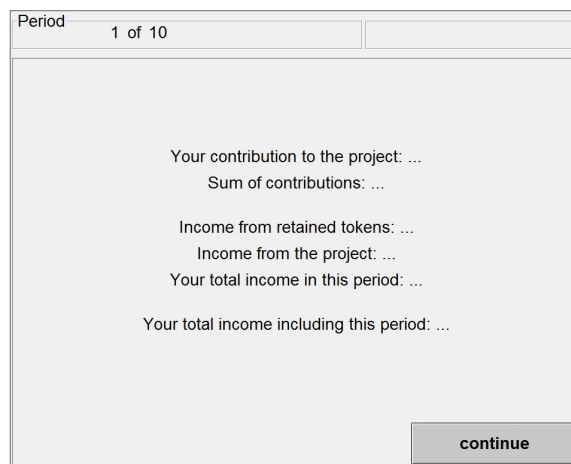 Period
1 of 10
Your contribution to the project: ...
Sum of contributions: ...
Income from retained tokens: ...
Income from the project: ...
Your total income in this period: ...
Your total income including this period: ...
continue